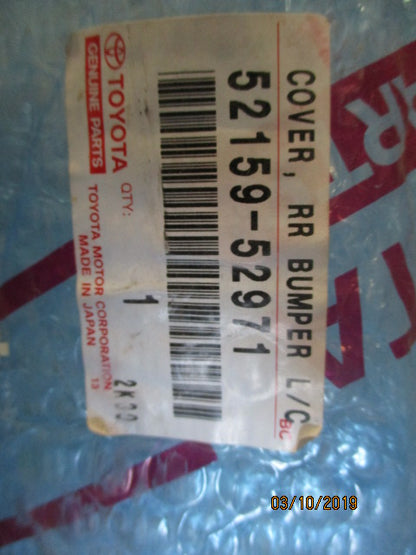 COVER, RR BUMPER L/C
52159-52971
TOYOTA
GENUINE PARTS
QTY:
1
TOYOTA MOTOR CORPORATION
MADE IN JAPAN
13
03/10/2019